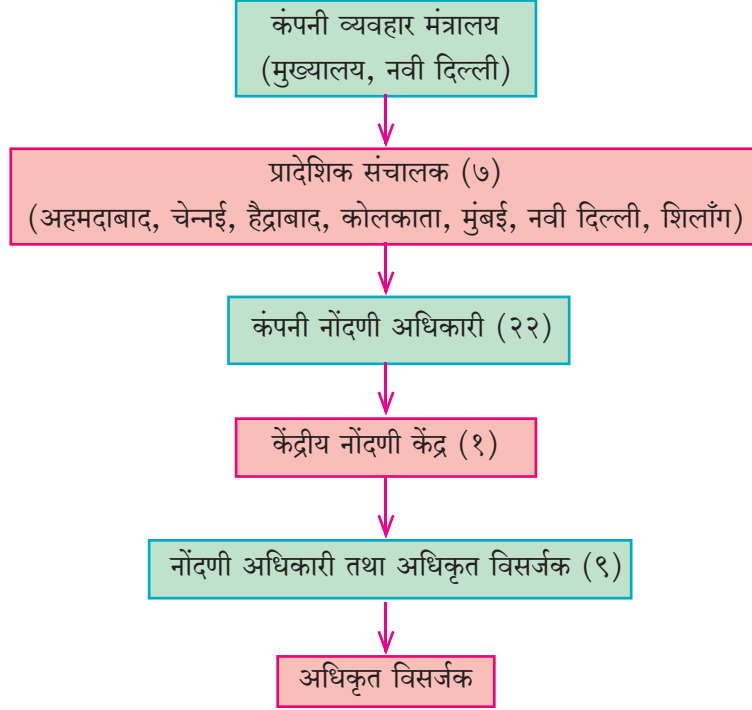 कंपनी व्यवहार मंत्रालय
(मुख्यालय, नवी दिल्ली)
प्रादेशिक संचालक (७)
(अहमदाबाद, चेन्नई, हैद्राबाद, कोलकाता, मुंबई, नवी दिल्ली, शिलाँग)
कंपनी नोंदणी अधिकारी (२२)
केंद्रीय नोंदणी केंद्र (१)
नोंदणी अधिकारी तथा अधिकृत विसर्जक (९)
अधिकृत विसर्जक